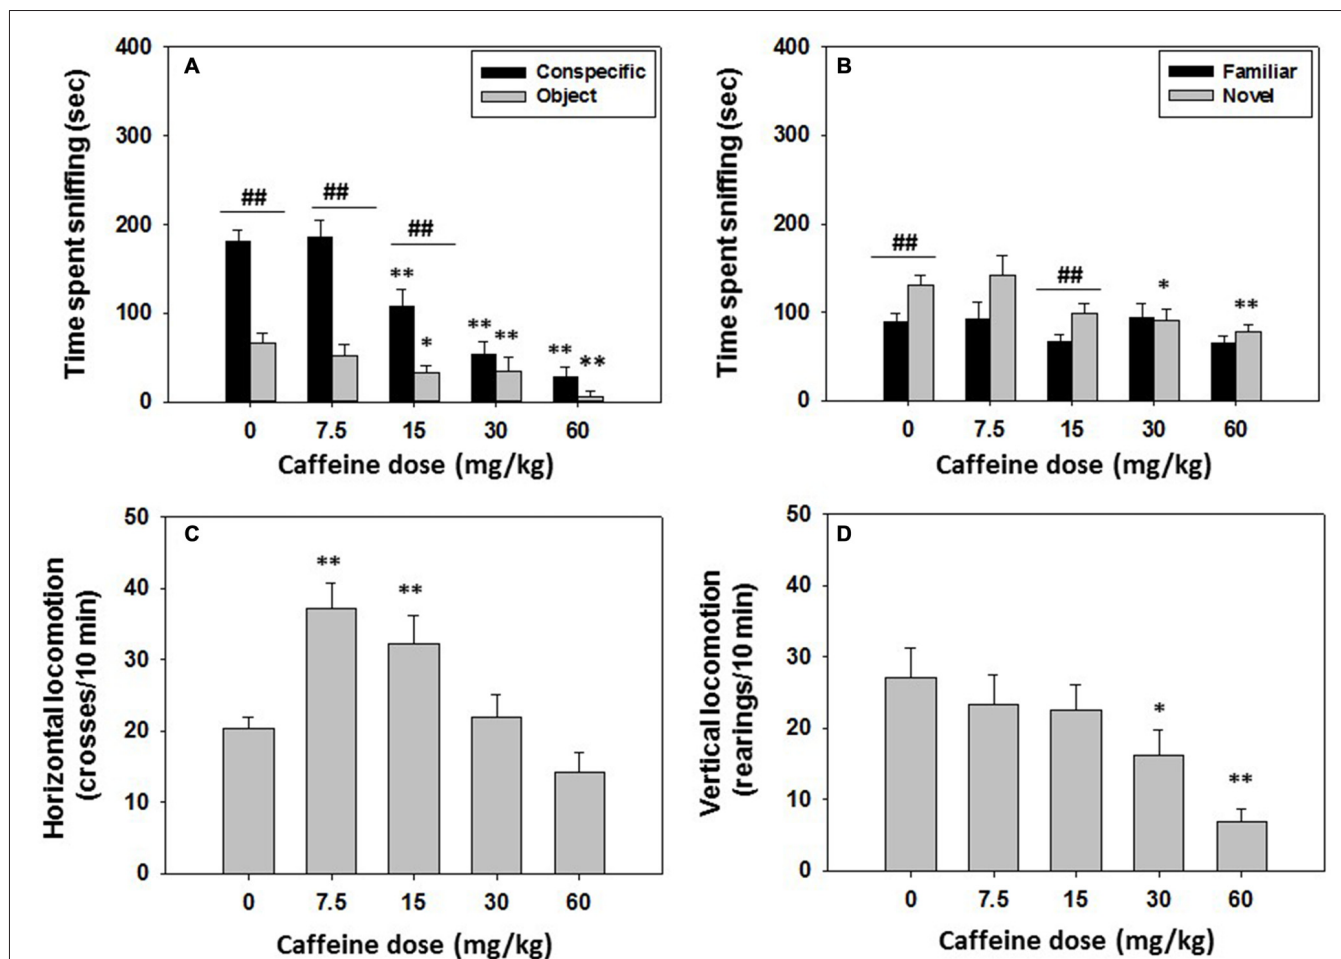 A
Conspecific
Object
400
300
200
100
0
Time spent sniffing (sec)
## ## ##
** ** ** **
* **
0 7.5 15 30 60
Caffeine dose (mg/kg)
B
Familiar
Novel
400
300
200
100
0
Time spent sniffing (sec)
## ##
* **
0 7.5 15 30 60
Caffeine dose (mg/kg)
C
50
40
30
20
10
0
Horizontal locomotion
(crosses/10 min)
** **
0 7.5 15 30 60
Caffeine dose (mg/kg)
D
50
40
30
20
10
0
Vertical locomotion
(rearings/10 min)
* **
0 7.5 15 30 60
Caffeine dose (mg/kg)